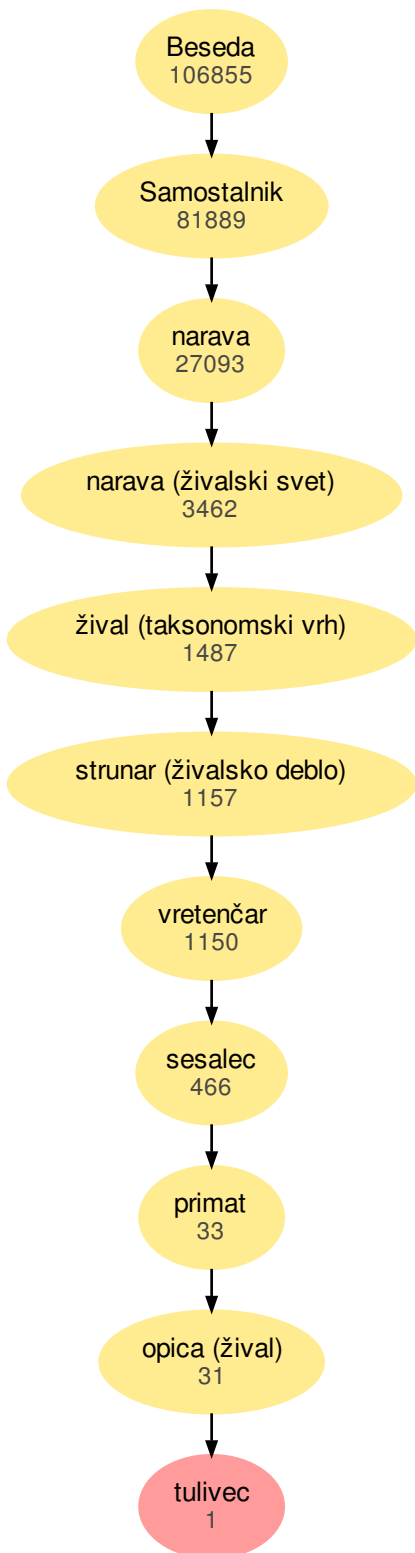 Beseda
106855
Samostalnik
81889
narava
27093
narava (živalski svet)
3462
žival (taksonomski vrh)
1487
strunar (živalsko deblo)
1157
vretenčar
1150
sesalec
466
primat
33
opica (žival)
31
tulivec
1